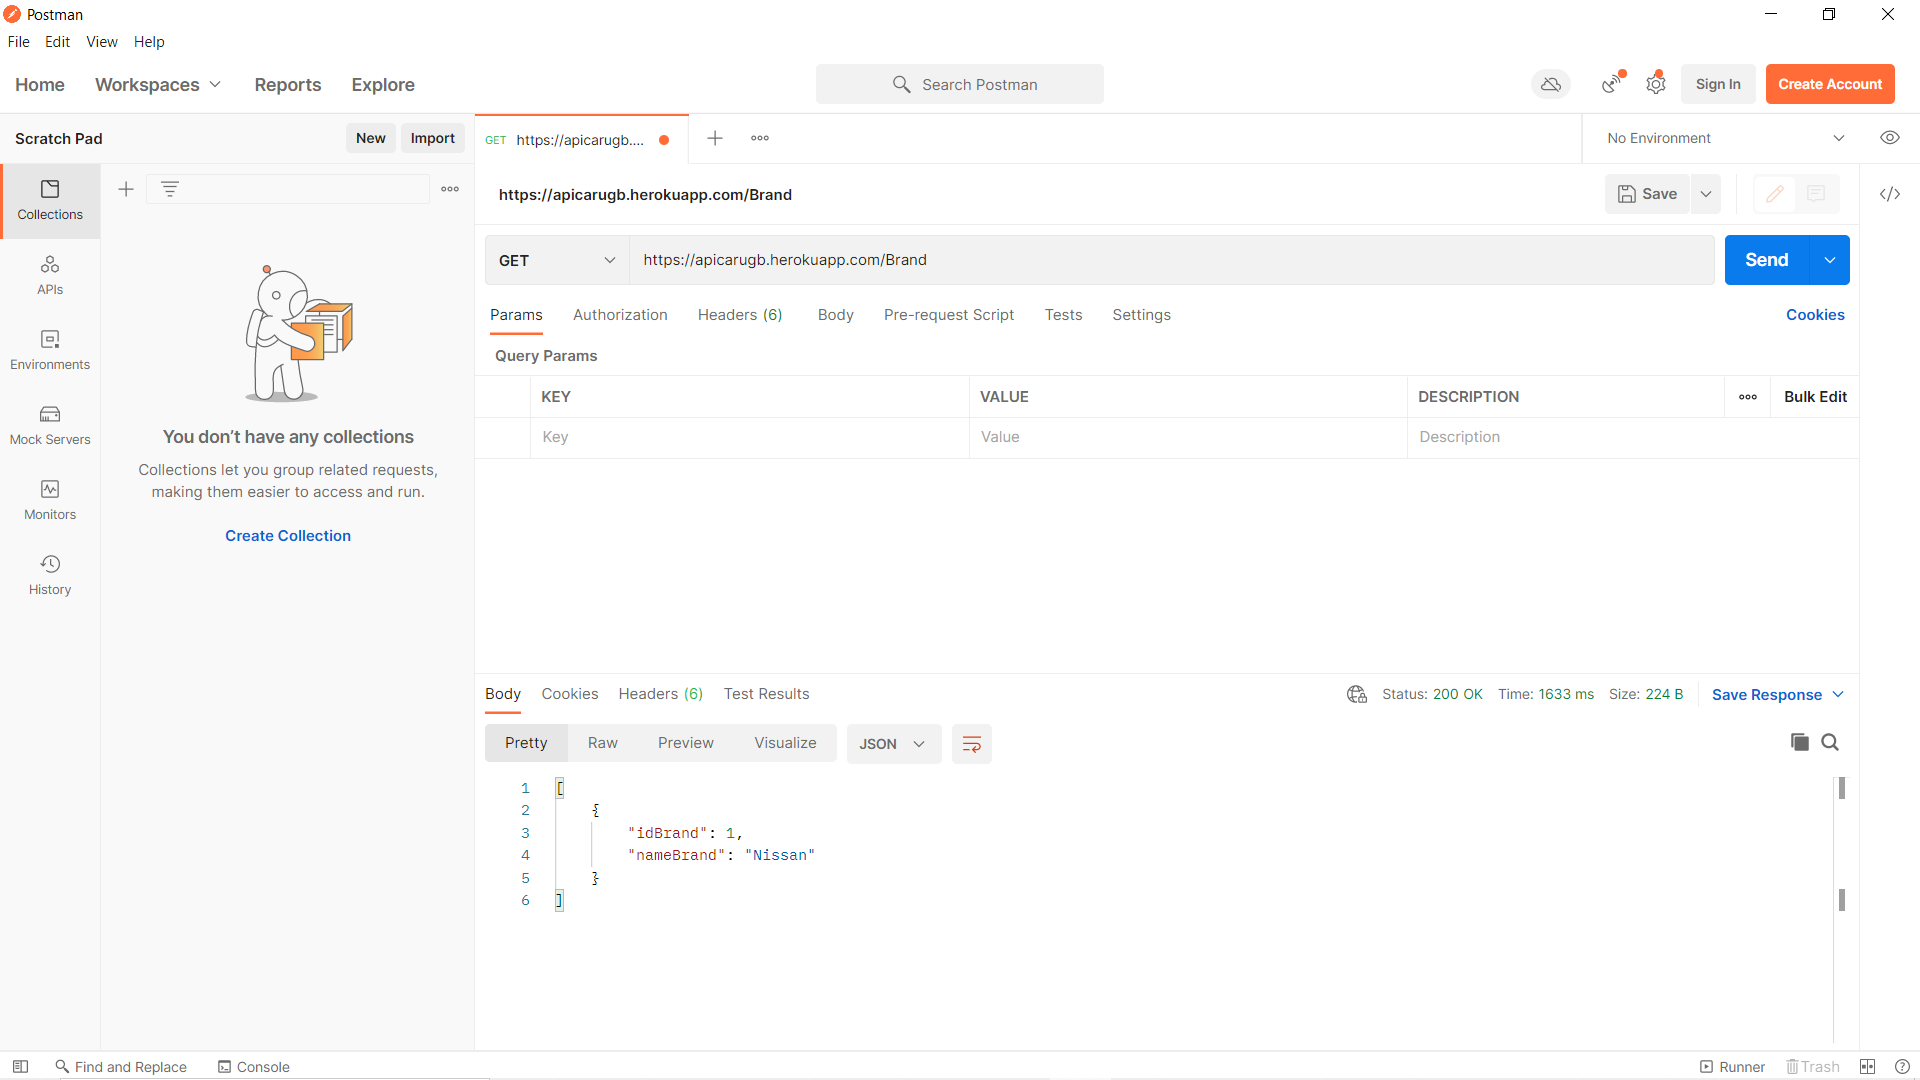 Postman
File Edit View Help
Home Workspaces Reports Explore
Search Postman
Sign In Create Account
Scratch Pad New Import
GET https://apicarugb....
No Environment
Collections
APIs
Environments
Mock Servers
Monitors
History
You don’t have any collections
Collections let you group related requests,
making them easier to access and run.
Create Collection
https://apicarugb.herokuapp.com/Brand
Save
GET https://apicarugb.herokuapp.com/Brand Send
Params Authorization Headers (6) Body Pre-request Script Tests Settings Cookies
Query Params
KEY VALUE DESCRIPTION Bulk Edit
Key Value Description
Body Cookies Headers (6) Test Results Status: 200 OK Time: 1633 ms Size: 224 B Save Response
Pretty Raw Preview Visualize JSON
1 [
2 {
3 "idBrand": 1,
4 "nameBrand": "Nissan"
5 }
6 ]
Find and Replace Console Runner Trash